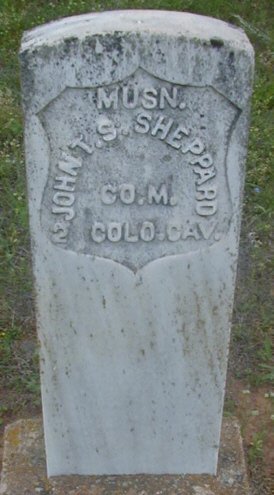 MUSN.
JOHN T. S. SHEPPARD
CO. M.
2 COLO. CAV.